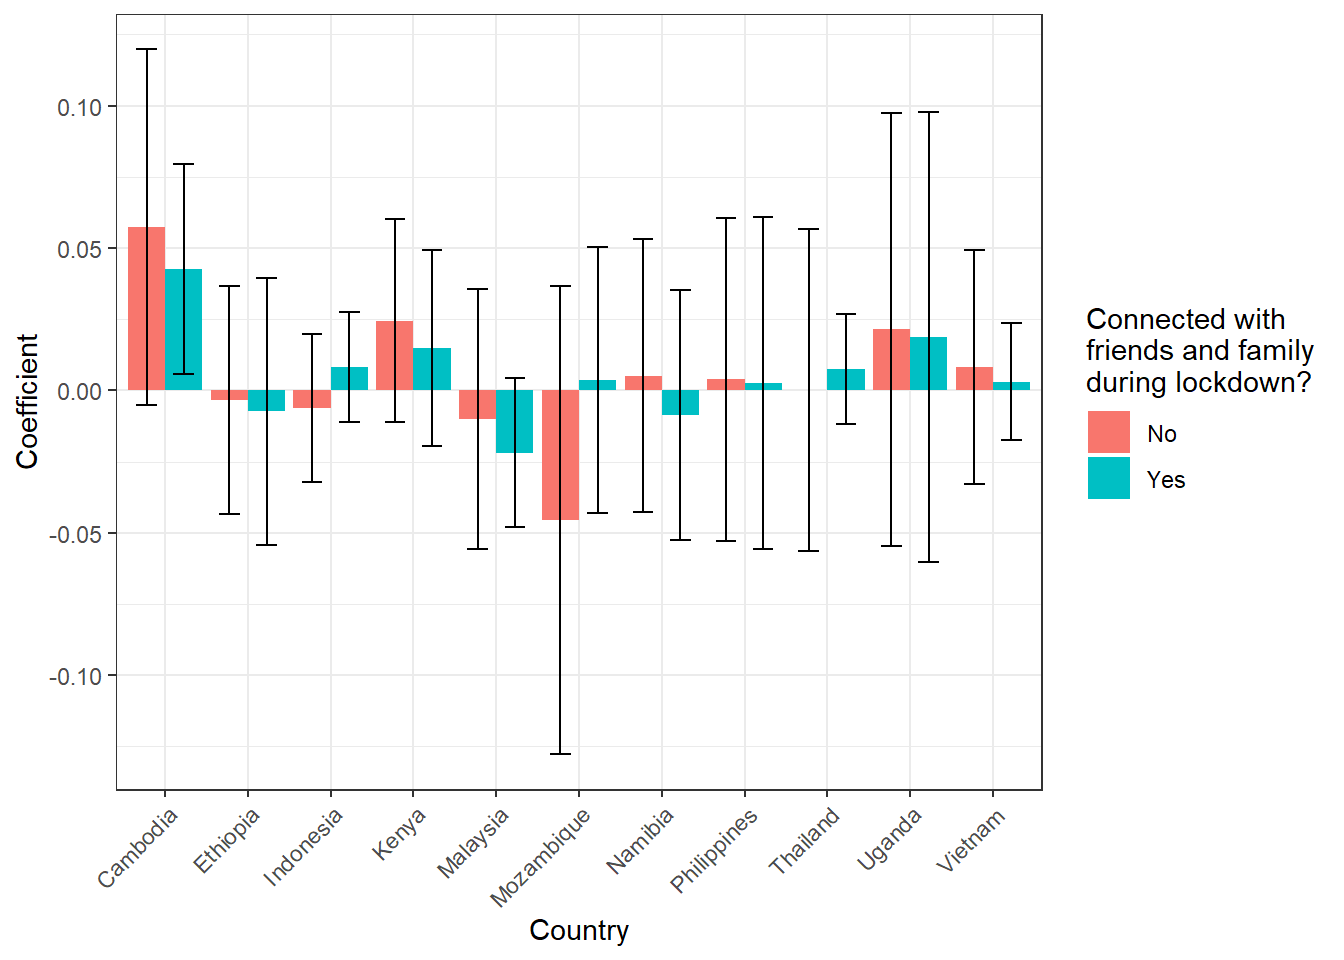 0.10
0.05
0.00
-0.05
-0.10
Coefficient
Cambodia
Ethiopia
Indonesia
Kenya
Malaysia
Mozambique
Namibia
Philippines
Thailand
Uganda
Vietnam
Country
Connected with
friends and family
during lockdown?
No
Yes